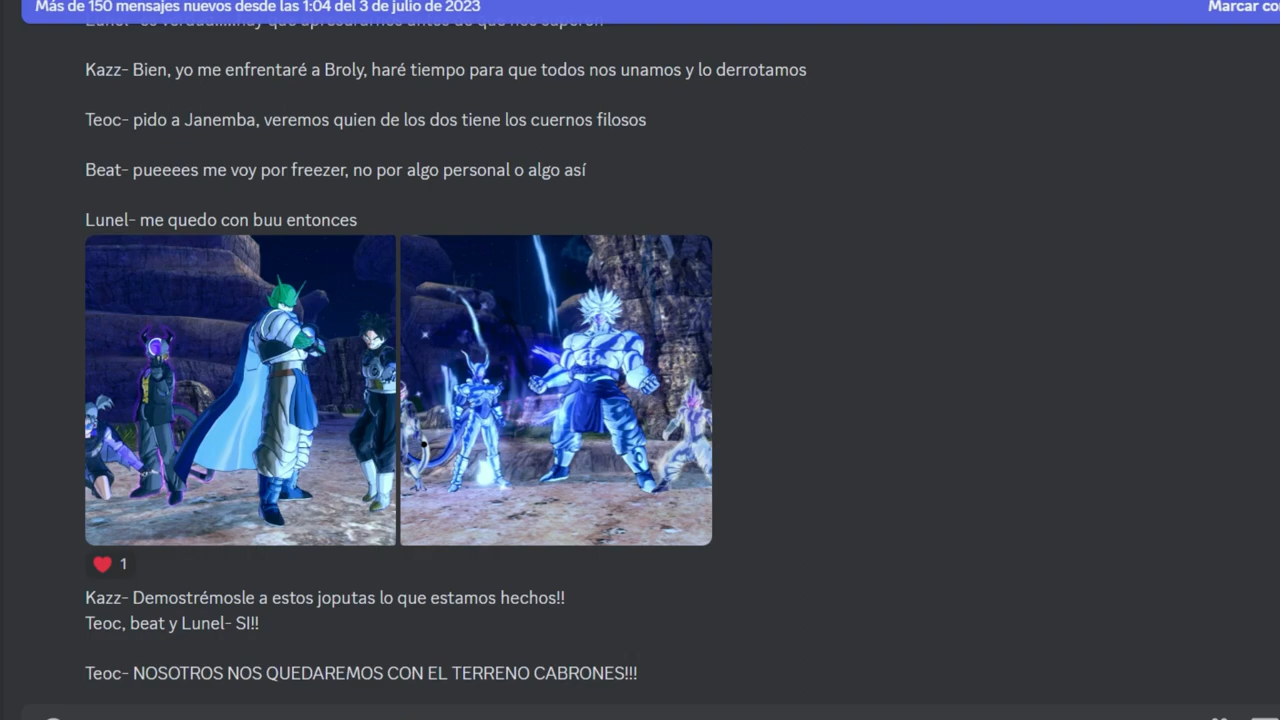 Más de 150 mensajes nuevos desde las 1:04 del 3 de julio de 2023
Marcar co
Kazz- Bien, yo me enfrentaré a Broly, haré tiempo para que todos nos unamos y lo derrotamos
Teoc- pido a Janemba, veremos quien de los dos tiene los cuernos filosos
Beat- pueeees me voy por freezer, no por algo personal o algo así
Lunel- me quedo con buu entonces
1
Kazz- Demostrémosle a estos joputas lo que estamos hechos!!
Teoc, beat y Lunel- SI!!
Teoc- NOSOTROS NOS QUEDAREMOS CON EL TERRENO CABRONES!!!